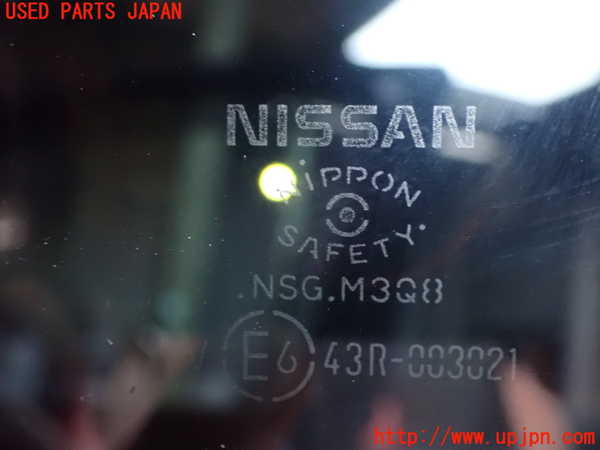 USED PARTS JAPAN
NISSAN
NIPPON
SAFETY
.NSG.M3Q8
E6 43R-003021
http://www.upjpn.com/